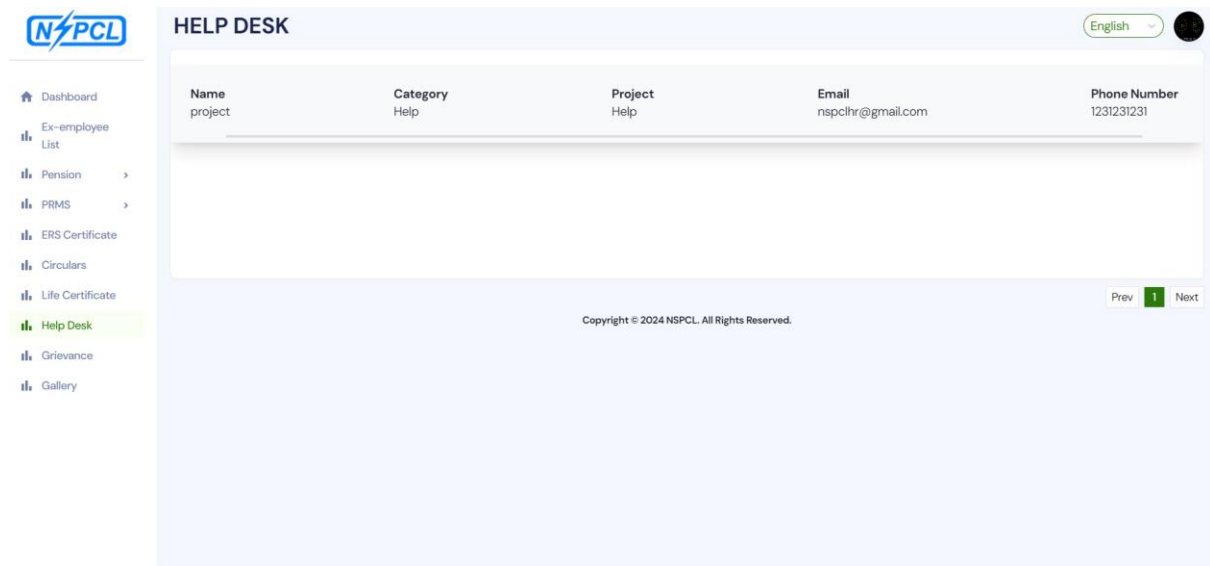 NSPCL
HELP DESK
English
Dashboard
Ex-employee
List
Pension
PRMS
ERS Certificate
Circulars
Life Certificate
Help Desk
Grievance
Gallery
Name Category Project Email Phone Number
project Help Help nspclhr@gmail.com 1231231231
Prev 1 Next
Copyright © 2024 NSPCL. All Rights Reserved.